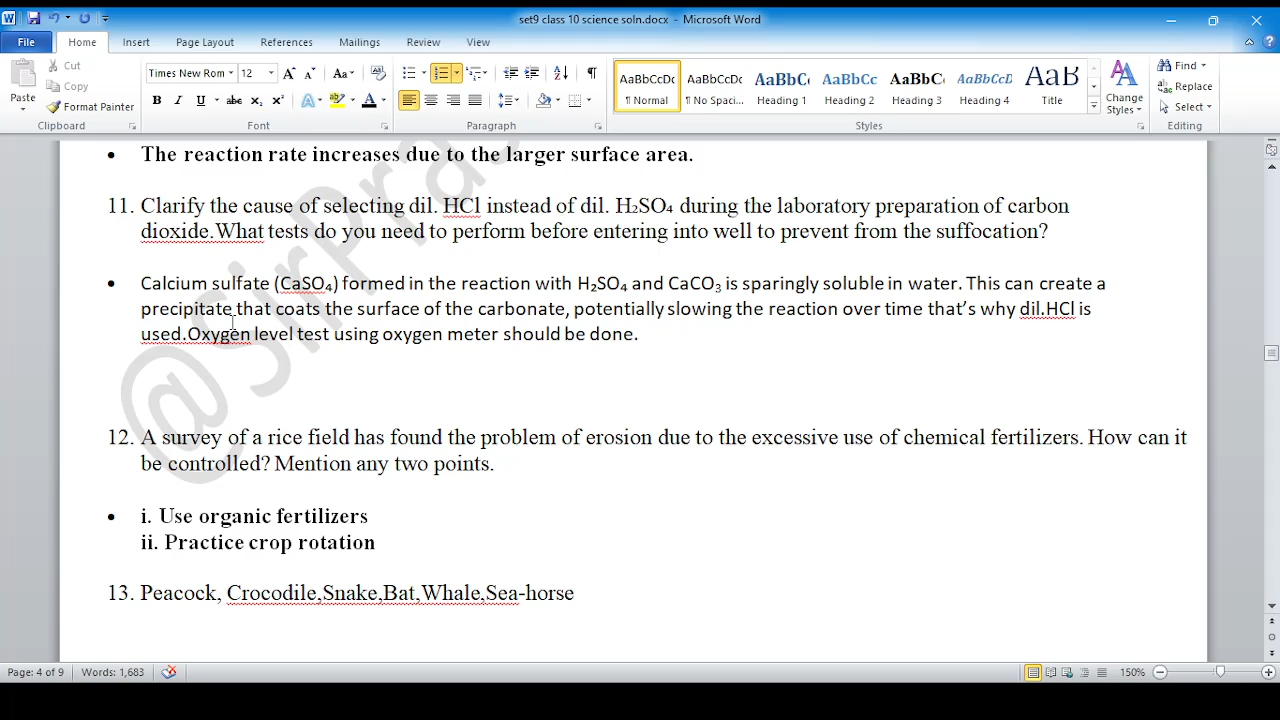 set9 class 10 science soln.docx - Microsoft Word
File Home Insert Page Layout References Mailings Review View
Paste
Cut
Copy
Format Painter
Clipboard
Times New Rom 12
Font
Paragraph
AaBbCcDc AaBbCcDc AaBbC AaBbCc AaBbC AaBbCcD AaB
¶ Normal ¶ No Spaci... Heading 1 Heading 2 Heading 3 Heading 4 Title
Styles
Change Styles
Find
Replace
Select
Editing
• The reaction rate increases due to the larger surface area.
11. Clarify the cause of selecting dil. HCl instead of dil. H₂SO₄ during the laboratory preparation of carbon
dioxide.What tests do you need to perform before entering into well to prevent from the suffocation?
• Calcium sulfate (CaSO₄) formed in the reaction with H₂SO₄ and CaCO₃ is sparingly soluble in water. This can create a
precipitate that coats the surface of the carbonate, potentially slowing the reaction over time that’s why dil.HCl is
used.Oxygen level test using oxygen meter should be done.
12. A survey of a rice field has found the problem of erosion due to the excessive use of chemical fertilizers. How can it
be controlled? Mention any two points.
• i. Use organic fertilizers
ii. Practice crop rotation
13. Peacock, Crocodile,Snake,Bat,Whale,Sea-horse
@SirPra
Page: 4 of 9 Words: 1,683 150%